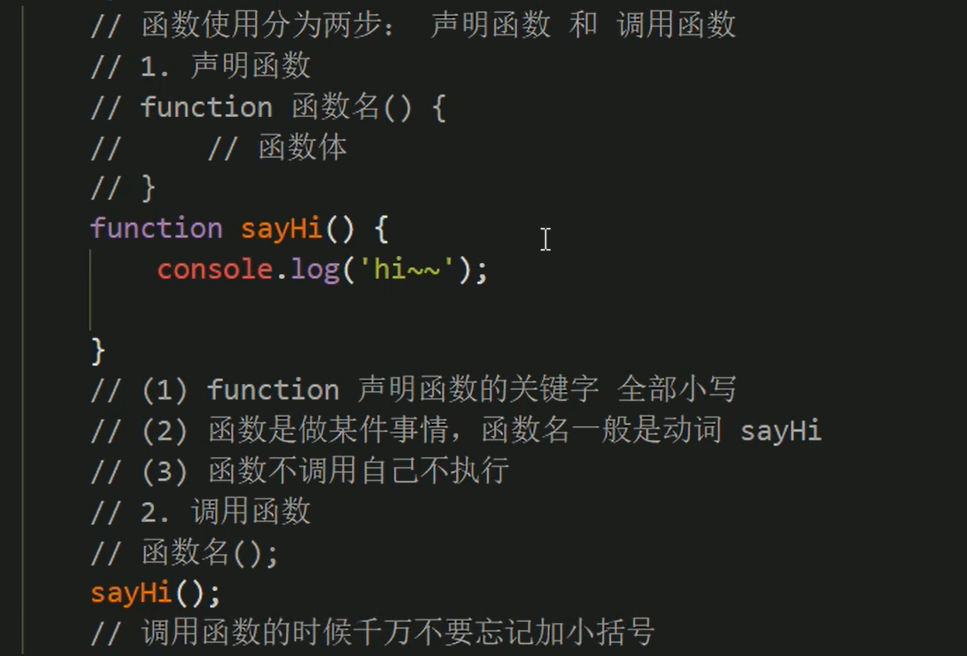 // 函数使用分为两步： 声明函数 和 调用函数
// 1. 声明函数
// function 函数名() {
//     // 函数体
// }
function sayHi() {
    console.log('hi~~');
}
// (1) function 声明函数的关键字 全部小写
// (2) 函数是做某件事情，函数名一般是动词 sayHi
// (3) 函数不调用自己不执行
// 2. 调用函数
// 函数名();
sayHi();
// 调用函数的时候千万不要忘记加小括号